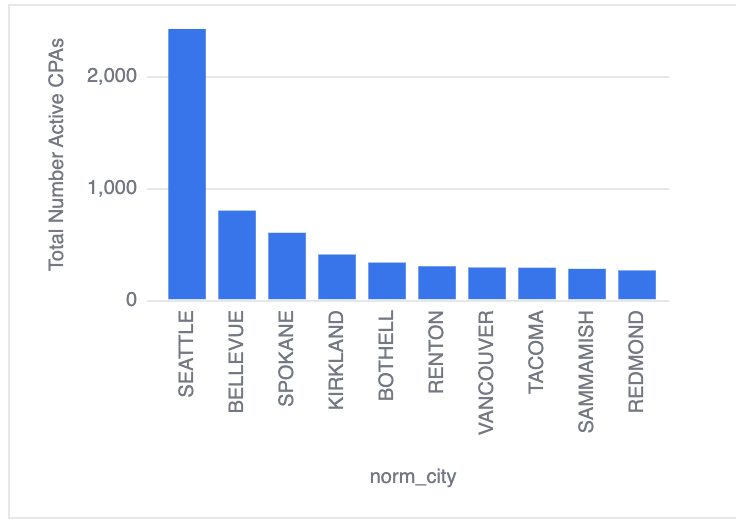 Total Number Active CPAs
2,000
1,000
0
SEATTLE
BELLEVUE
SPOKANE
KIRKLAND
BOTHELL
RENTON
VANCOUVER
TACOMA
SAMMAMISH
REDMOND
norm_city